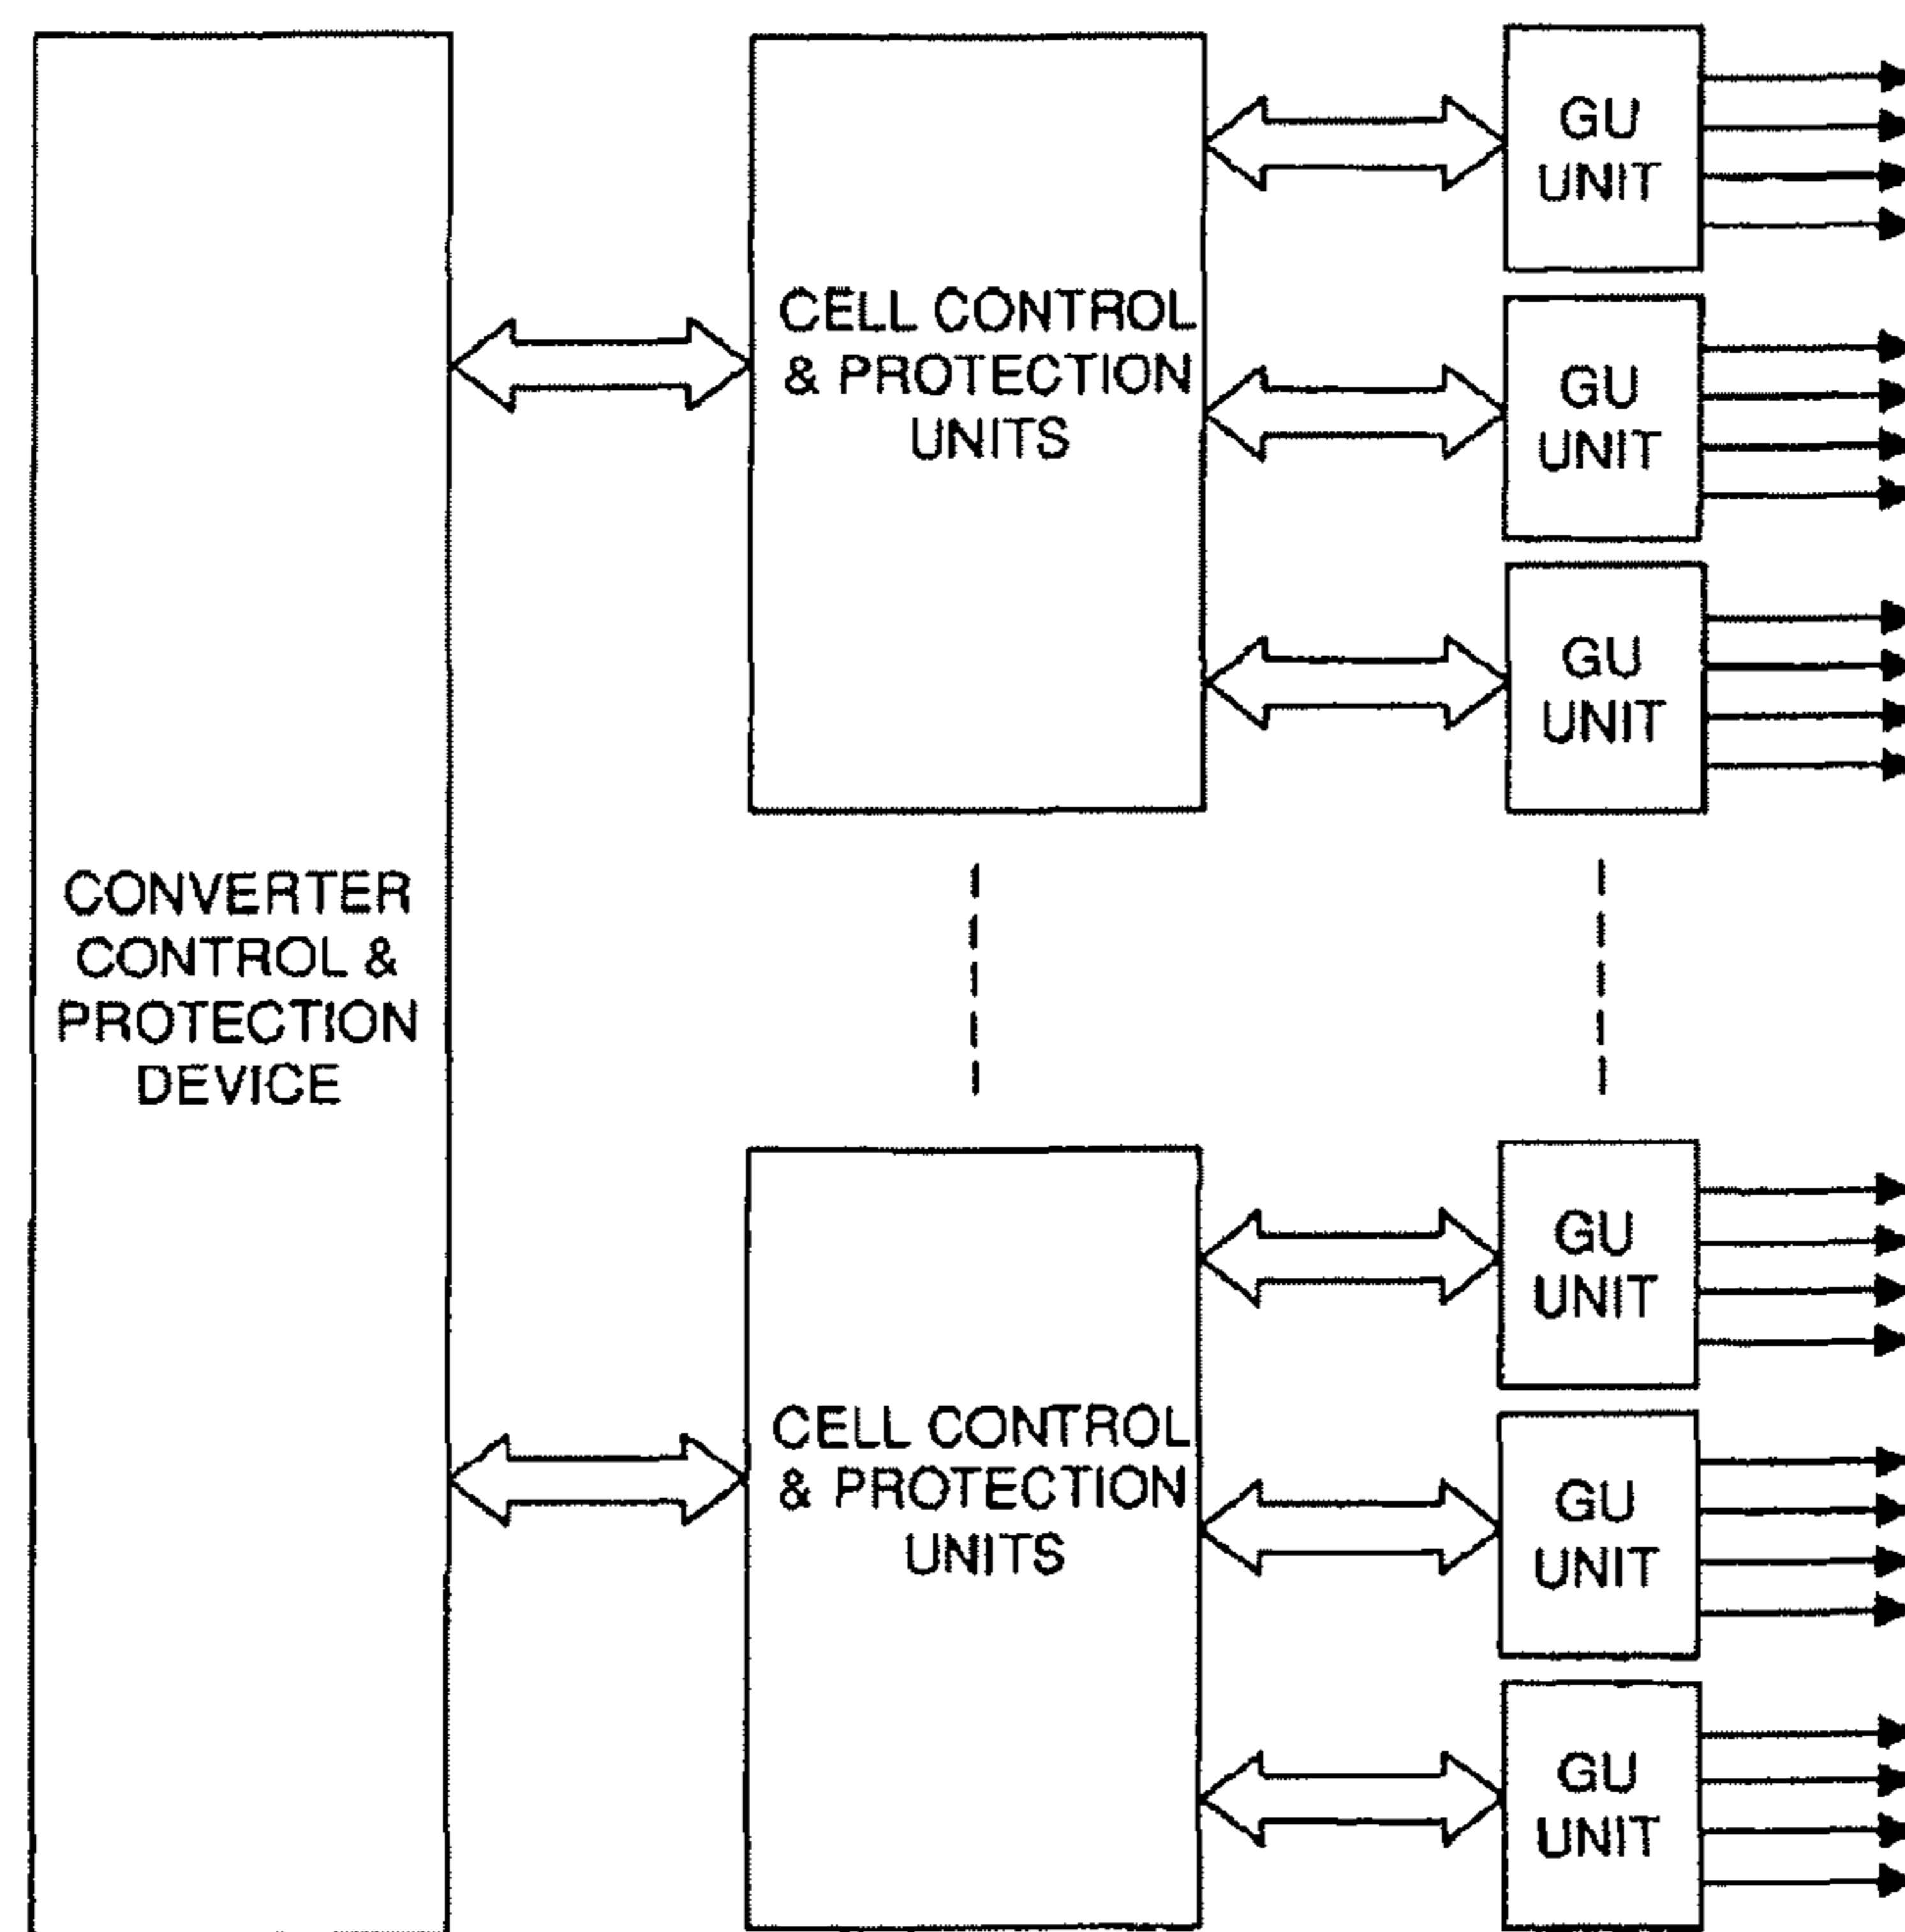 CONVERTER
CONTROL &
PROTECTION
DEVICE
CELL CONTROL
& PROTECTION
UNITS
GU
UNIT
GU
UNIT
GU
UNIT
CELL CONTROL
& PROTECTION
UNITS
GU
UNIT
GU
UNIT
GU
UNIT